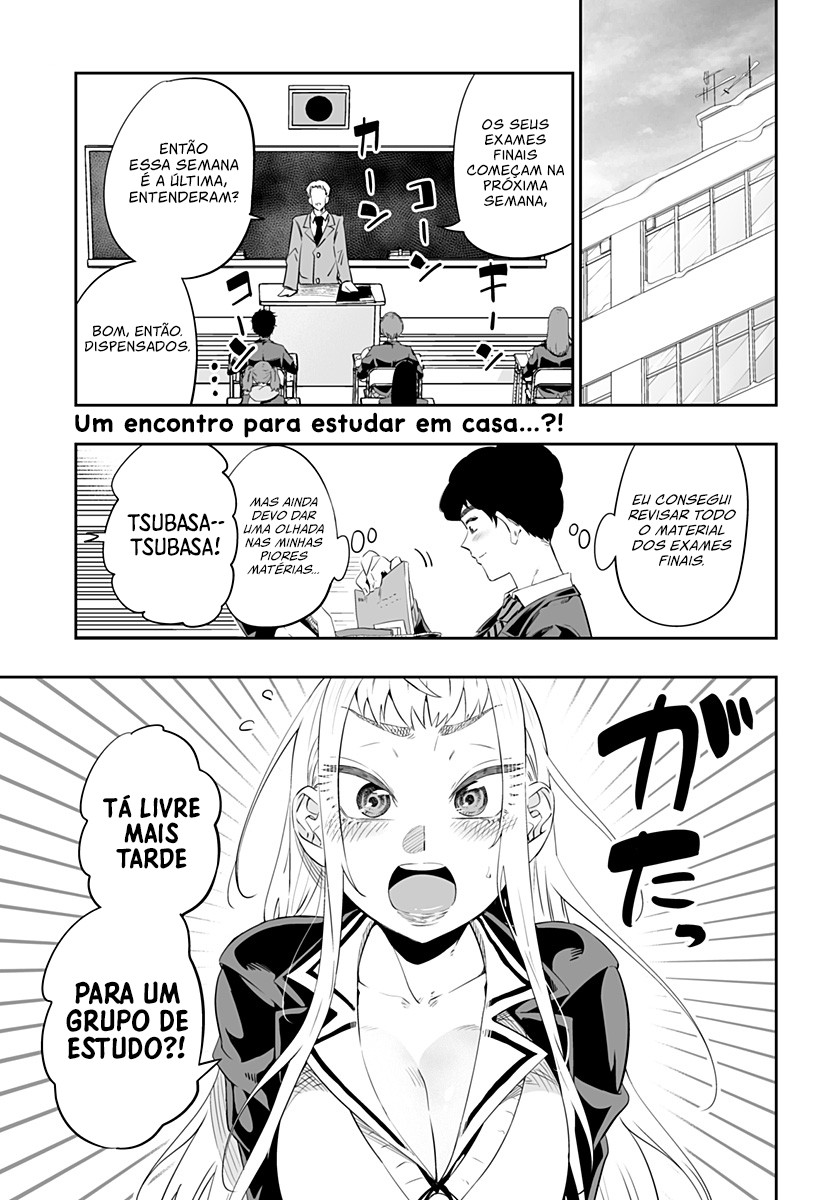 OS SEUS
EXAMES
FINAIS
COMEÇAM NA
PRÓXIMA
SEMANA,
ENTÃO
ESSA SEMANA
É A ÚLTIMA,
ENTENDERAM?
BOM, ENTÃO.
DISPENSADOS.
カーン
コーン
キーン
コ...
Um encontro para estudar em casa...?!
EU CONSEGUI
REVISAR TODO
O MATERIAL
DOS EXAMES
FINAIS.
MAS AINDA
DEVO DAR
UMA OLHADA
NAS MINHAS
PIORES
MATÉRIAS...
TSUBASA--
TSUBASA!
ガタっ
TÁ LIVRE
MAIS
TARDE
PARA UM
GRUPO DE
ESTUDO?!